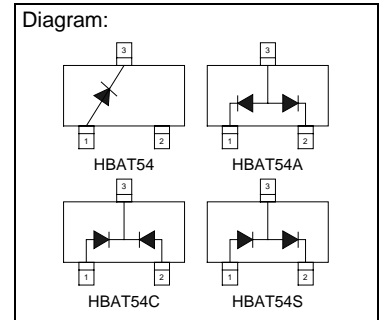 Diagram:
3 3
1 2 1 2
HBAT54 HBAT54A
3 3
1 2 1 2
HBAT54C HBAT54S